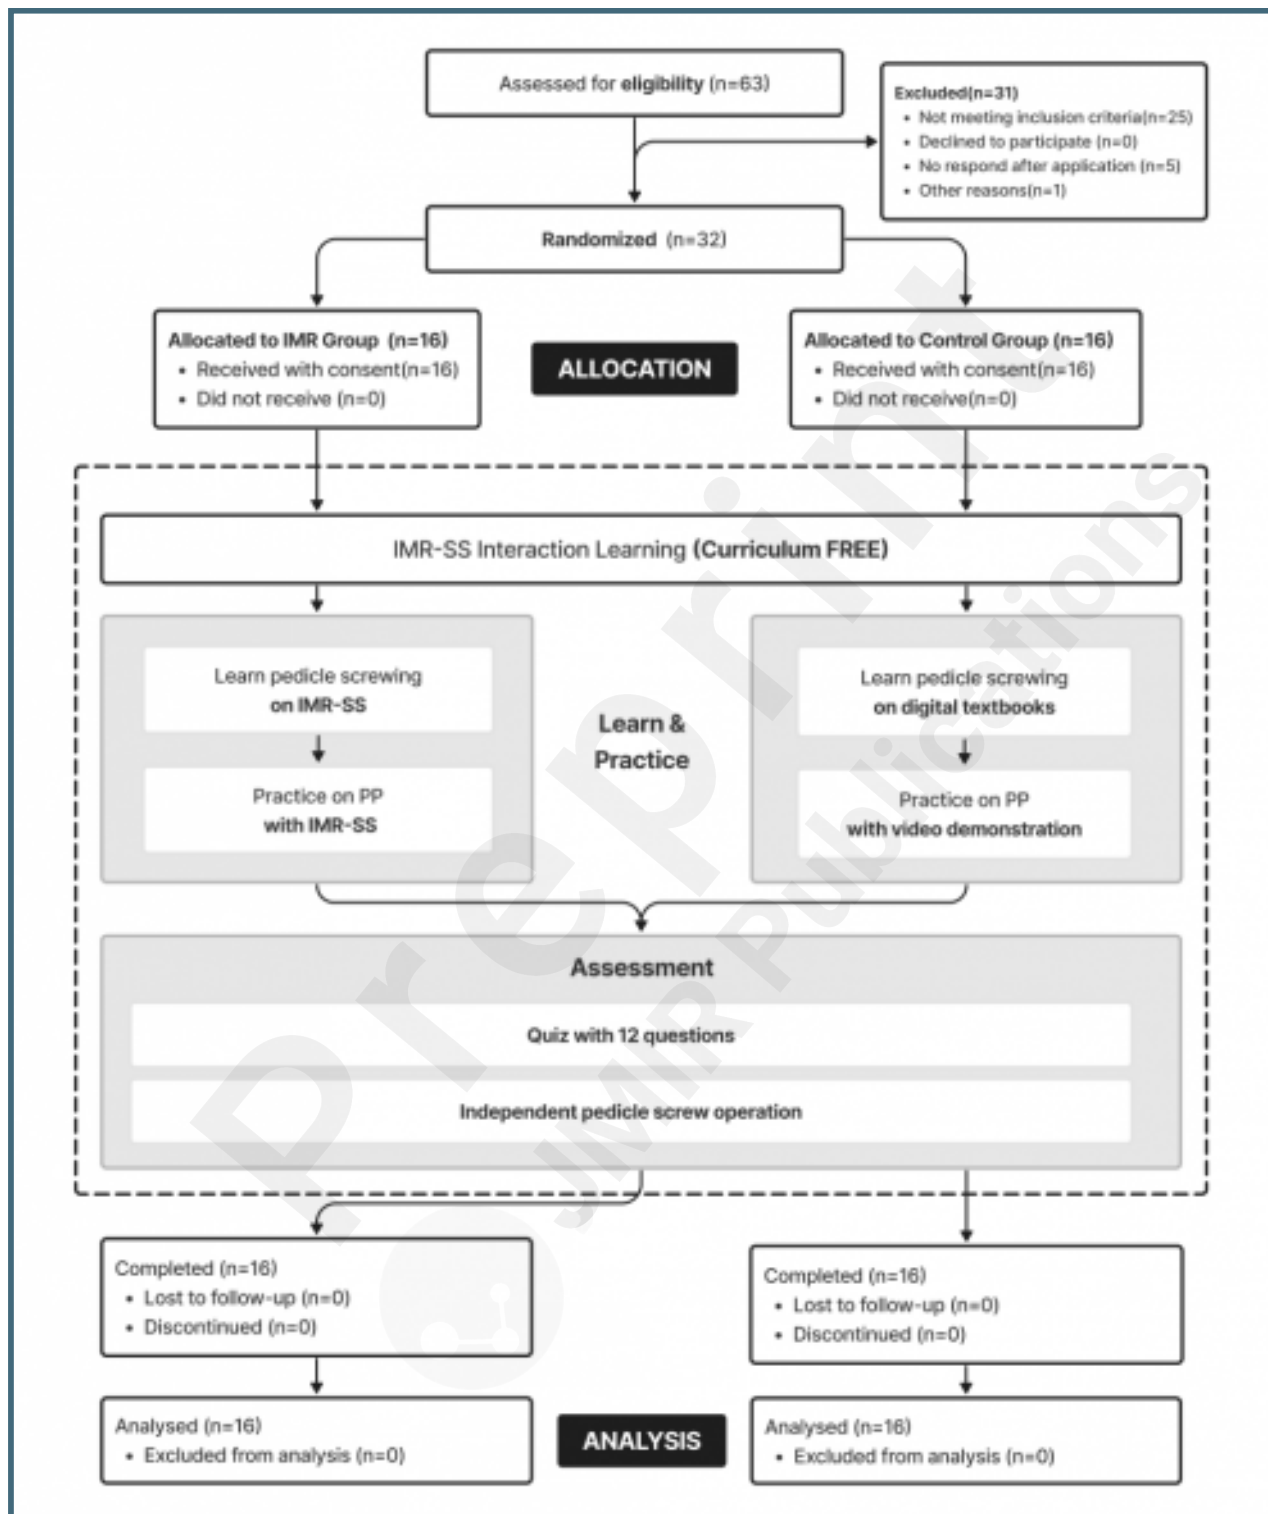 Assessed for eligibility (n=63)
Excluded(n=31)
• Not meeting inclusion criteria(n=25)
• Declined to participate (n=0)
• No respond after application (n=5)
• Other reasons(n=1)
Randomized (n=32)
Allocated to IMR Group (n=16)
• Received with consent(n=16)
• Did not receive (n=0)
ALLOCATION
Allocated to Control Group (n=16)
• Received with consent(n=16)
• Did not receive(n=0)
IMR-SS Interaction Learning (Curriculum FREE)
Learn pedicle screwing
on IMR-SS
Practice on PP
with IMR-SS
Learn &
Practice
Learn pedicle screwing
on digital textbooks
Practice on PP
with video demonstration
Assessment
Quiz with 12 questions
Independent pedicle screw operation
Completed (n=16)
• Lost to follow-up (n=0)
• Discontinued (n=0)
Completed (n=16)
• Lost to follow-up (n=0)
• Discontinued (n=0)
Analysed (n=16)
• Excluded from analysis (n=0)
ANALYSIS
Analysed (n=16)
• Excluded from analysis (n=0)
Preprint
JMIR Publications